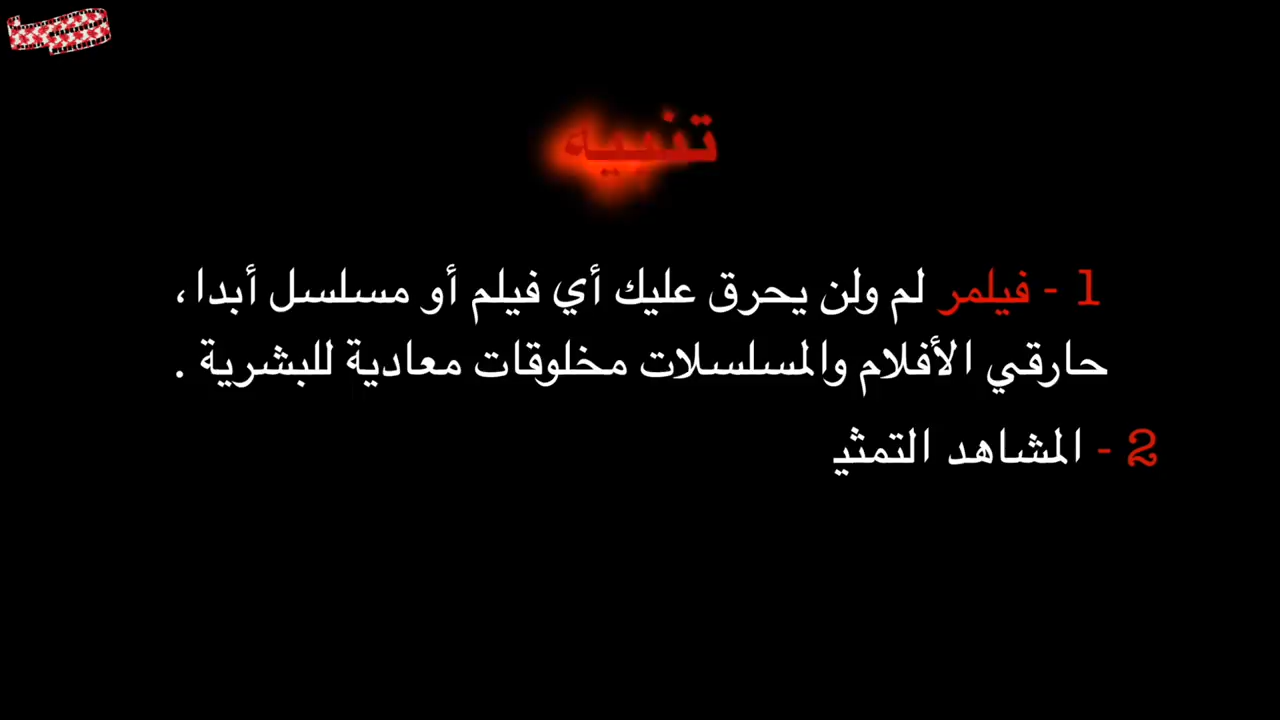 تنبيه
1 - فيلمر لم ولن يحرق عليك أي فيلم أو مسلسل أبدا،
حارقي الأفلام والمسلسلات مخلوقات معادية للبشرية .
2 - المشاهد التمثيـ